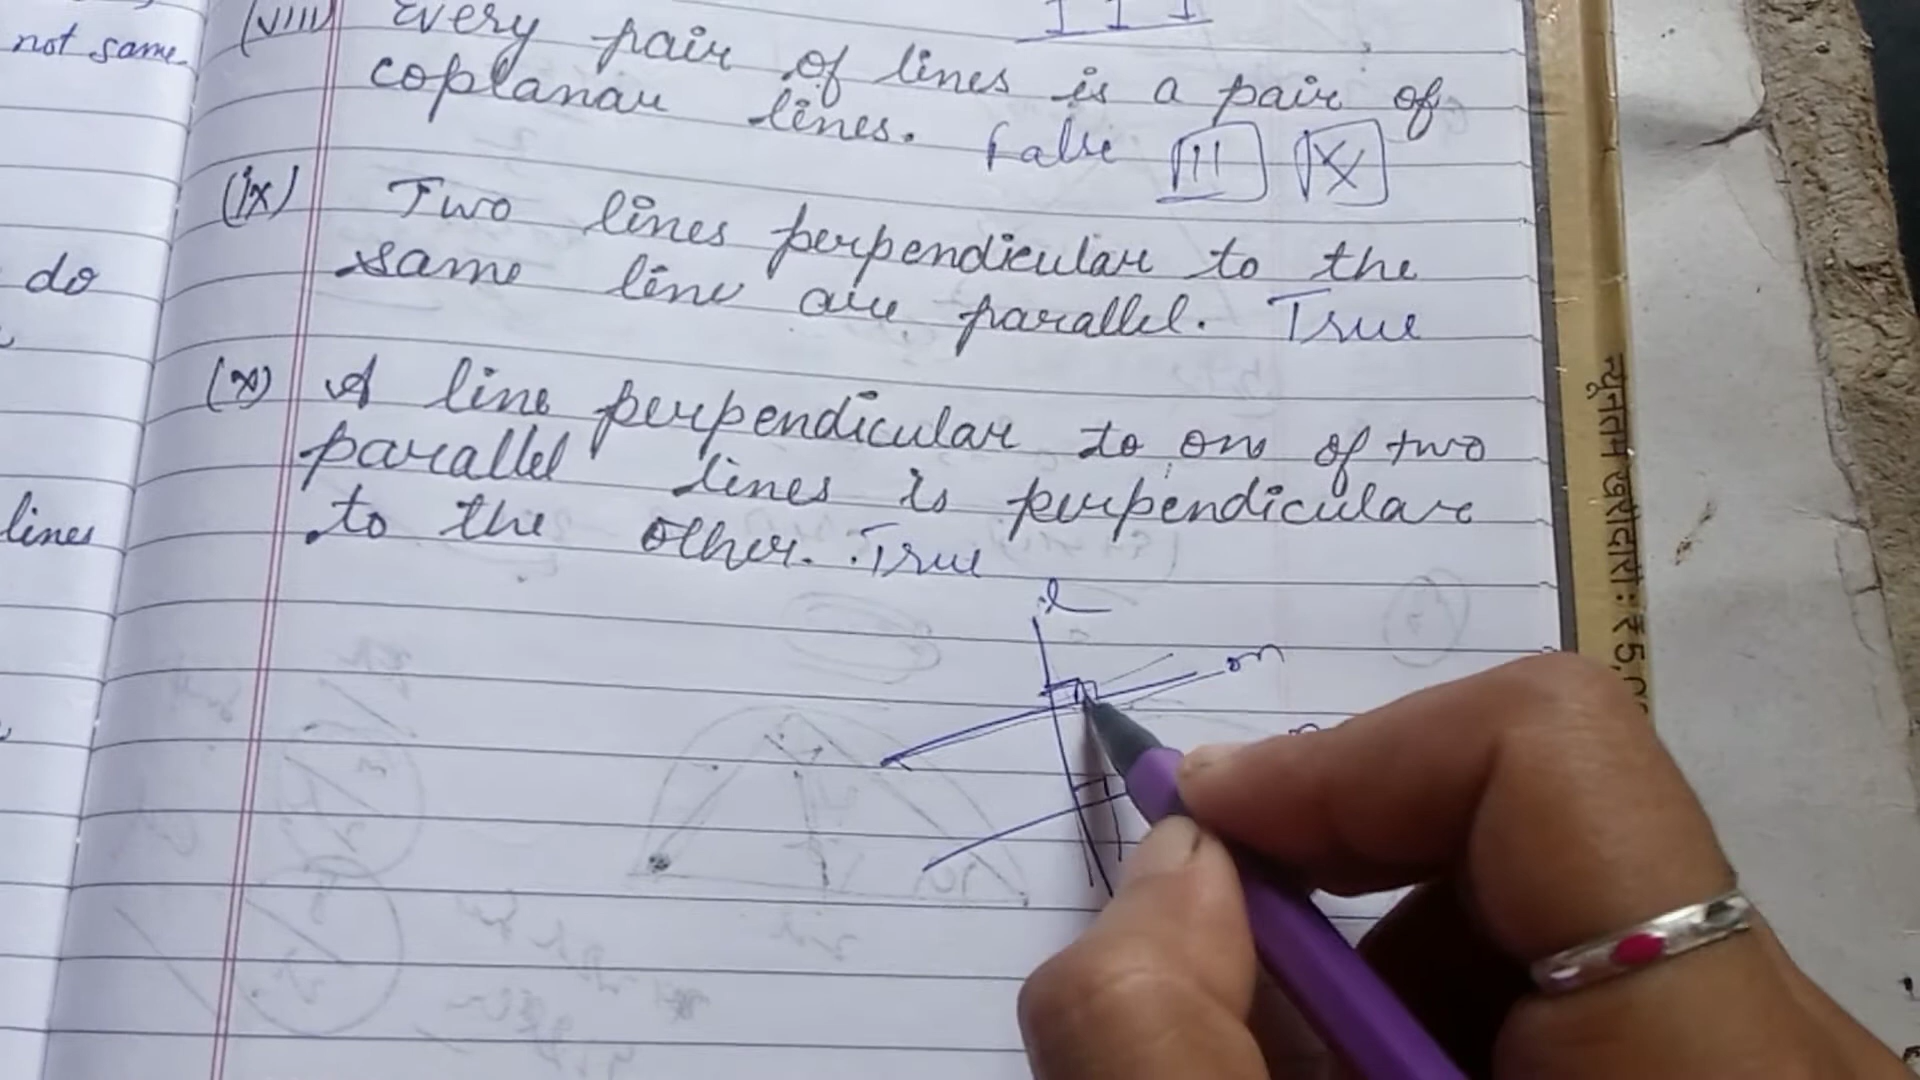 not same.
do
lines
(viii) Every pair of lines is a pair of
coplanar lines. False
(ix) Two lines perpendicular to the
same line are parallel. True
(x) A line perpendicular to one of two
parallel lines is perpendicular
to the other. True
l
m
न्यूनतम खरीदारी : ₹5,0